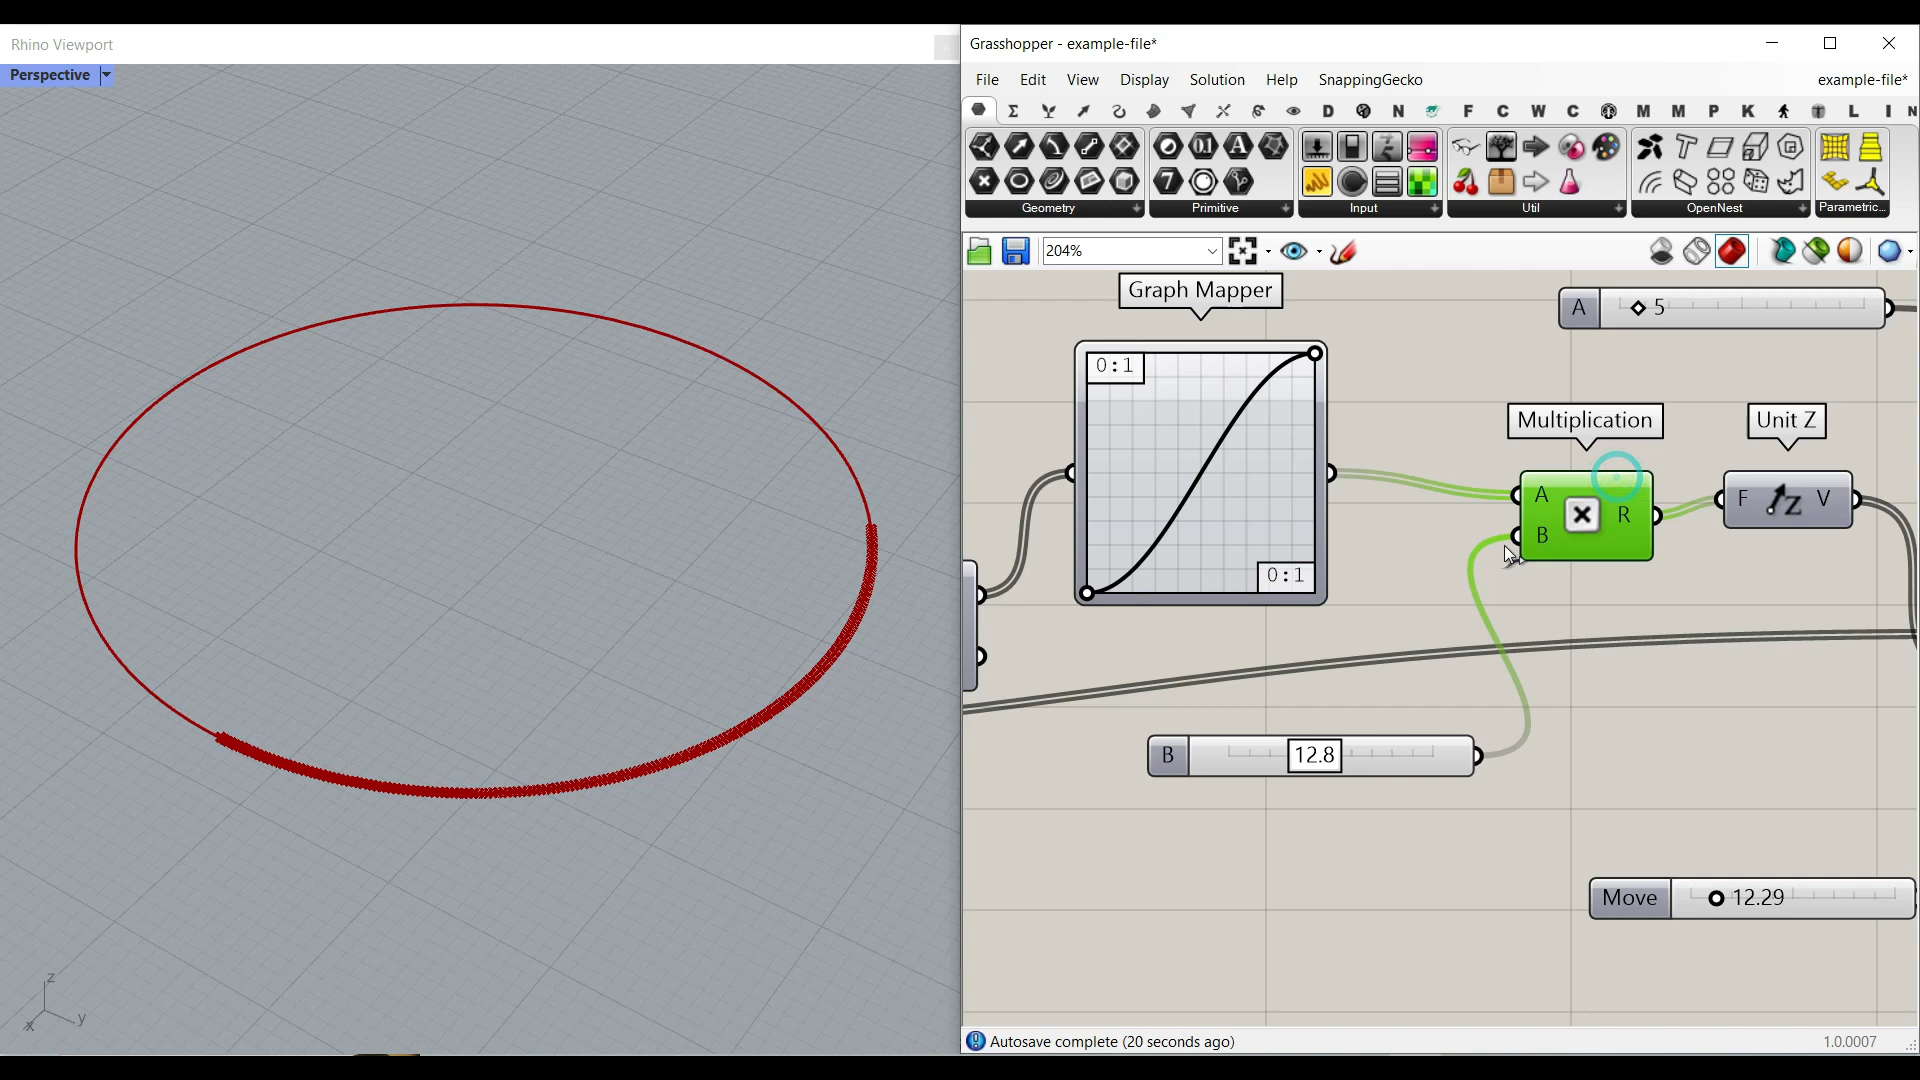 Rhino Viewport
Perspective
z
x
y
Grasshopper - example-file*
File Edit View Display Solution Help SnappingGecko example-file*
D N F C W C M M P K L I N
Geometry Primitive Input Util OpenNest Parametric...
204%
Graph Mapper
0:1
0:1
A 5
Multiplication
A
B
R
Unit Z
F Z V
B 12.8
Move 12.29
Autosave complete (20 seconds ago) 1.0.0007